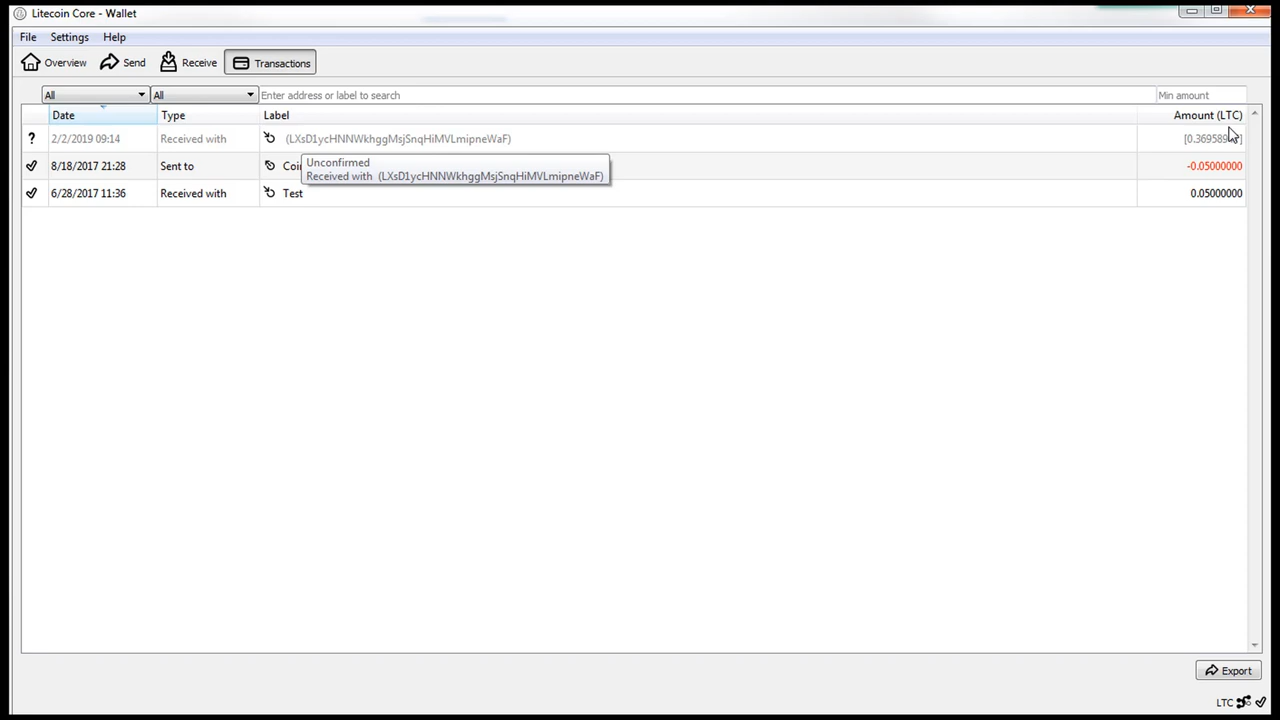 Litecoin Core - Wallet
File Settings Help
Overview Send Receive Transactions
All All Enter address or label to search Min amount
Date Type Label Amount (LTC)
2/2/2019 09:14 Received with (LXsD1ycHNNWkhggMsjSnqHiMVLmipneWaF)
8/18/2017 21:28 Sent to -0.05000000
Unconfirmed
Received with (LXsD1ycHNNWkhggMsjSnqHiMVLmipneWaF)
6/28/2017 11:36 Received with Test 0.05000000
Export
LTC